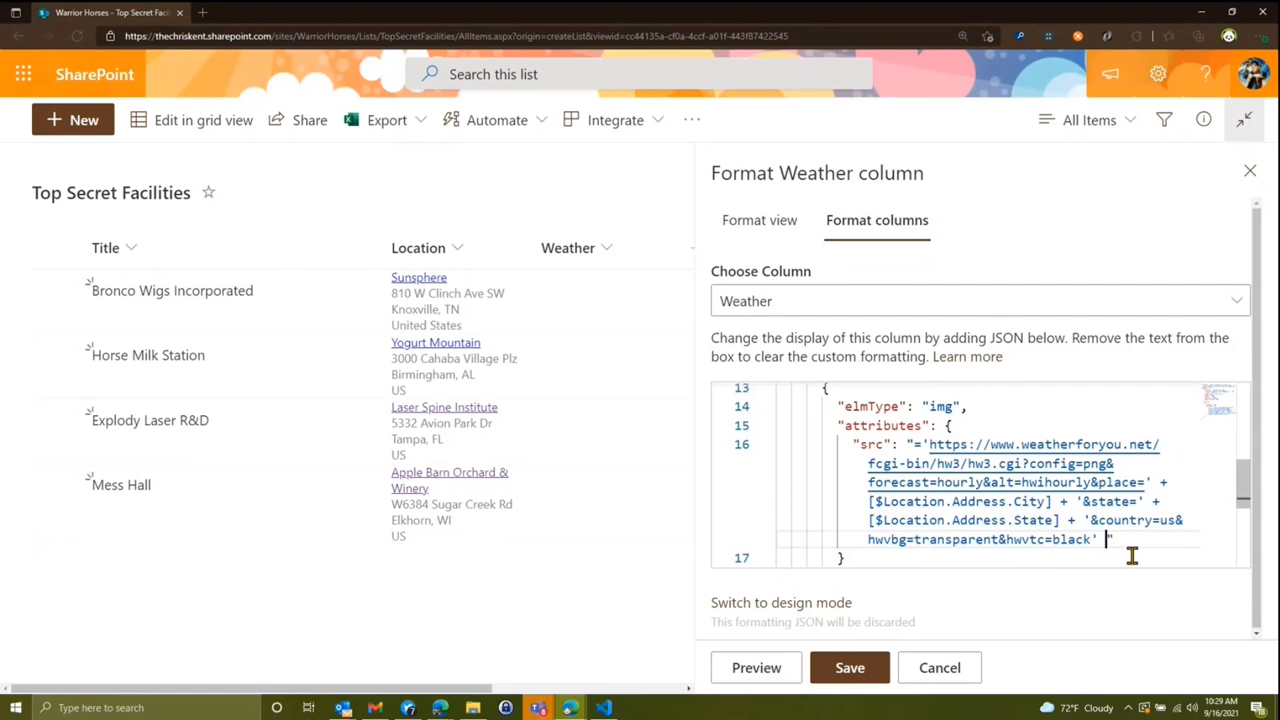 Warrior Horses - Top Secret Faci
https://thechriskent.sharepoint.com/sites/WarriorHorses/Lists/TopSecretFacilities/AllItems.aspx?origin=createList&viewid=cc44135a-cf0a-4ccf-a01f-443f87422545
SharePoint
Search this list
New
Edit in grid view
Share
Export
Automate
Integrate
All Items
Top Secret Facilities
Title
Location
Weather
Bronco Wigs Incorporated
Sunsphere
810 W Clinch Ave SW
Knoxville, TN
United States
Horse Milk Station
Yogurt Mountain
3000 Cahaba Village Plz
Birmingham, AL
US
Explody Laser R&D
Laser Spine Institute
5332 Avion Park Dr
Tampa, FL
US
Mess Hall
Apple Barn Orchard &
Winery
W6384 Sugar Creek Rd
Elkhorn, WI
US
Format Weather column
Format view
Format columns
Choose Column
Weather
Change the display of this column by adding JSON below. Remove the text from the
box to clear the custom formatting. Learn more
13 {
14 "elmType": "img",
15 "attributes": {
16 "src": "='https://www.weatherforyou.net/
fcgi-bin/hw3/hw3.cgi?config=png&
forecast=hourly&alt=hwihourly&place=' +
[$Location.Address.City] + '&state=' +
[$Location.Address.State] + '&country=us&
hwvbg=transparent&hwvtc=black' "
17 }
Switch to design mode
This formatting JSON will be discarded
Preview
Save
Cancel
Type here to search
72°F Cloudy
10:29 AM
9/16/2021